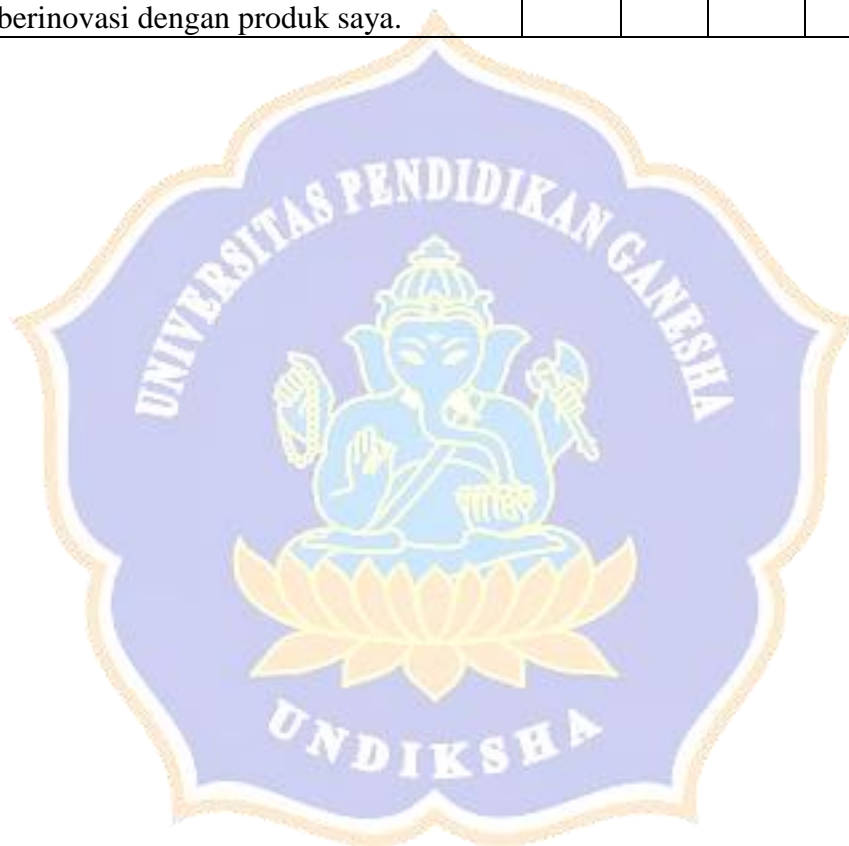 berinovasi dengan produk saya.
UNIVERSITAS PENDIDIKAN GANESHA
UNDIKSHA